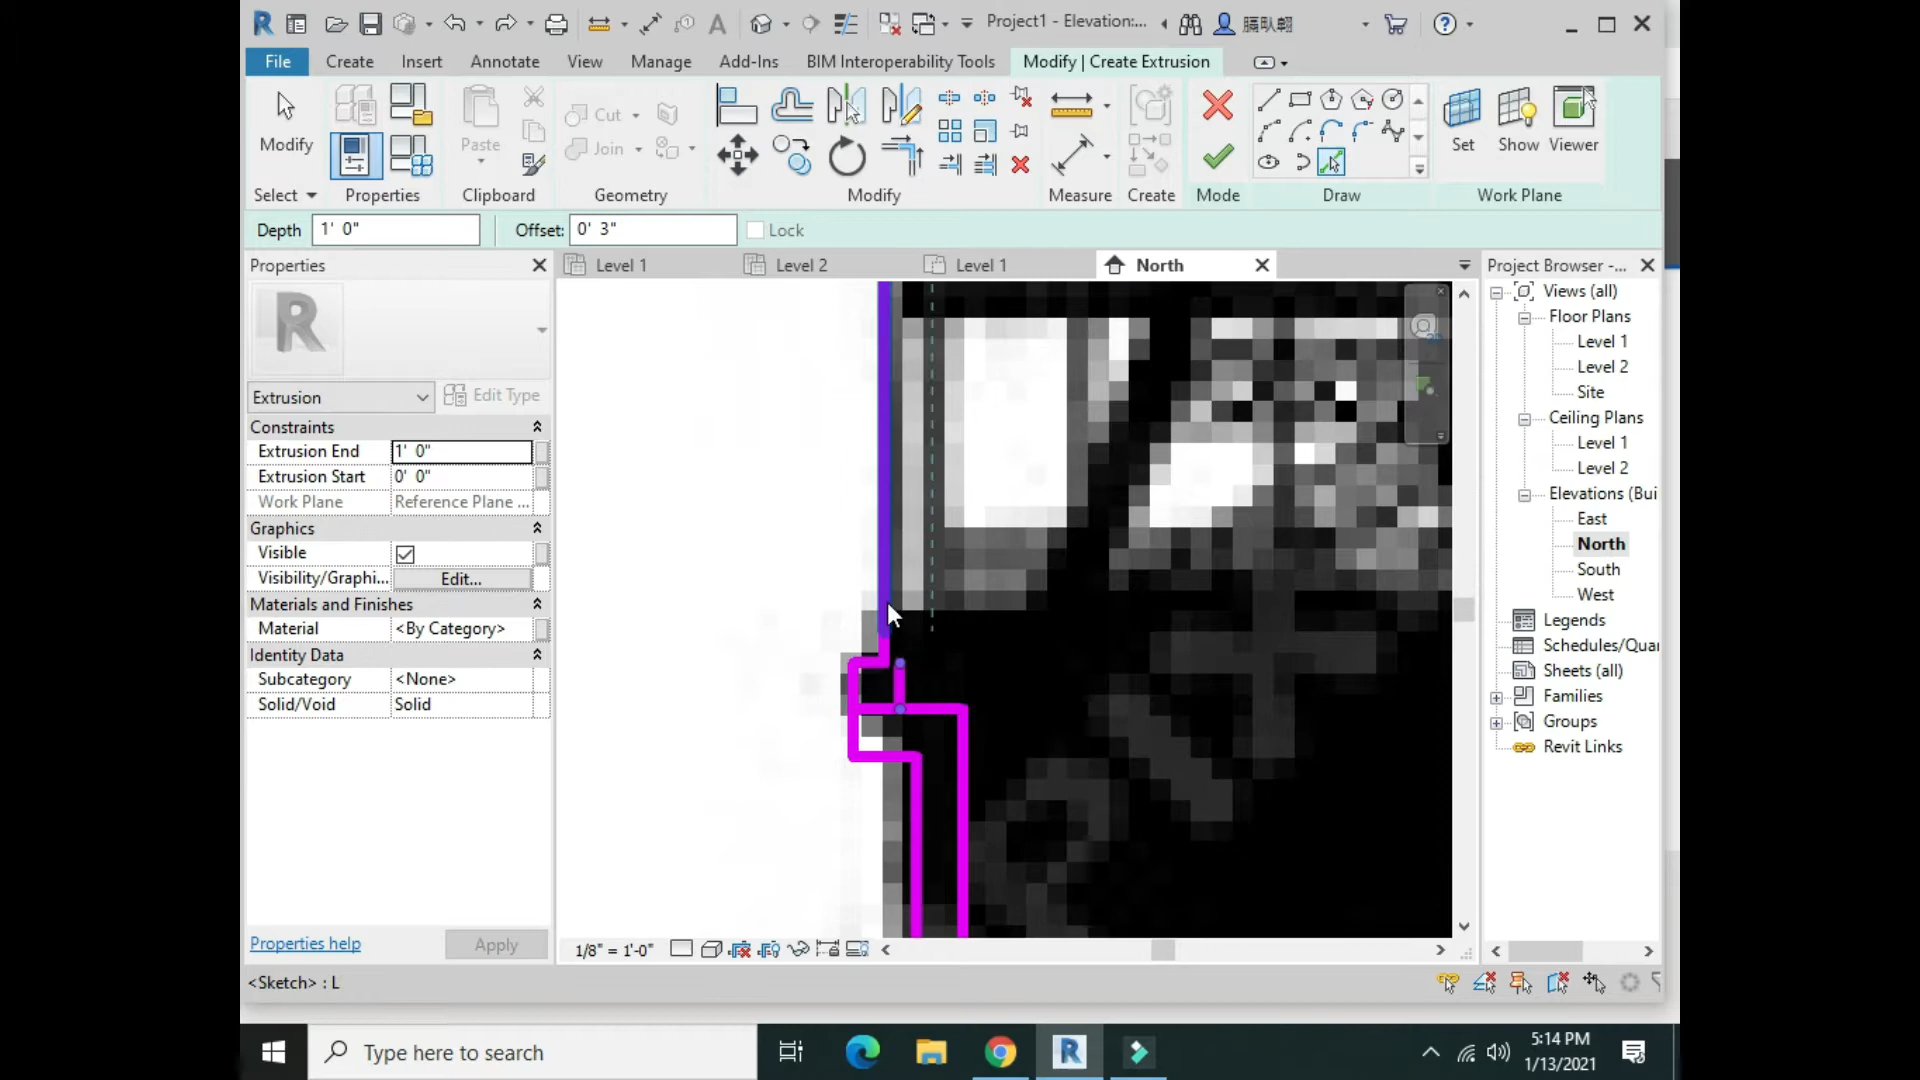 Project1 - Elevation:...
膈臥翱
File
Create
Insert
Annotate
View
Manage
Add-Ins
BIM Interoperability Tools
Modify | Create Extrusion
Modify
Paste
Cut
Join
Set
Show
Viewer
Select
Properties
Clipboard
Geometry
Modify
Measure
Create
Mode
Draw
Work Plane
Depth
1' 0"
Offset:
0' 3"
Lock
Properties
Extrusion
Edit Type
Constraints
Extrusion End
1' 0"
Extrusion Start
0' 0"
Work Plane
Reference Plane ...
Graphics
Visible
Visibility/Graphi...
Edit...
Materials and Finishes
Material
<By Category>
Identity Data
Subcategory
<None>
Solid/Void
Solid
Properties help
Apply
Level 1
Level 2
Level 1
North
Project Browser -...
Views (all)
Floor Plans
Level 1
Level 2
Site
Ceiling Plans
Level 1
Level 2
Elevations (Bui
East
North
South
West
Legends
Schedules/Qua
Sheets (all)
Families
Groups
Revit Links
1/8" = 1'-0"
<Sketch> : L
Type here to search
5:14 PM
1/13/2021